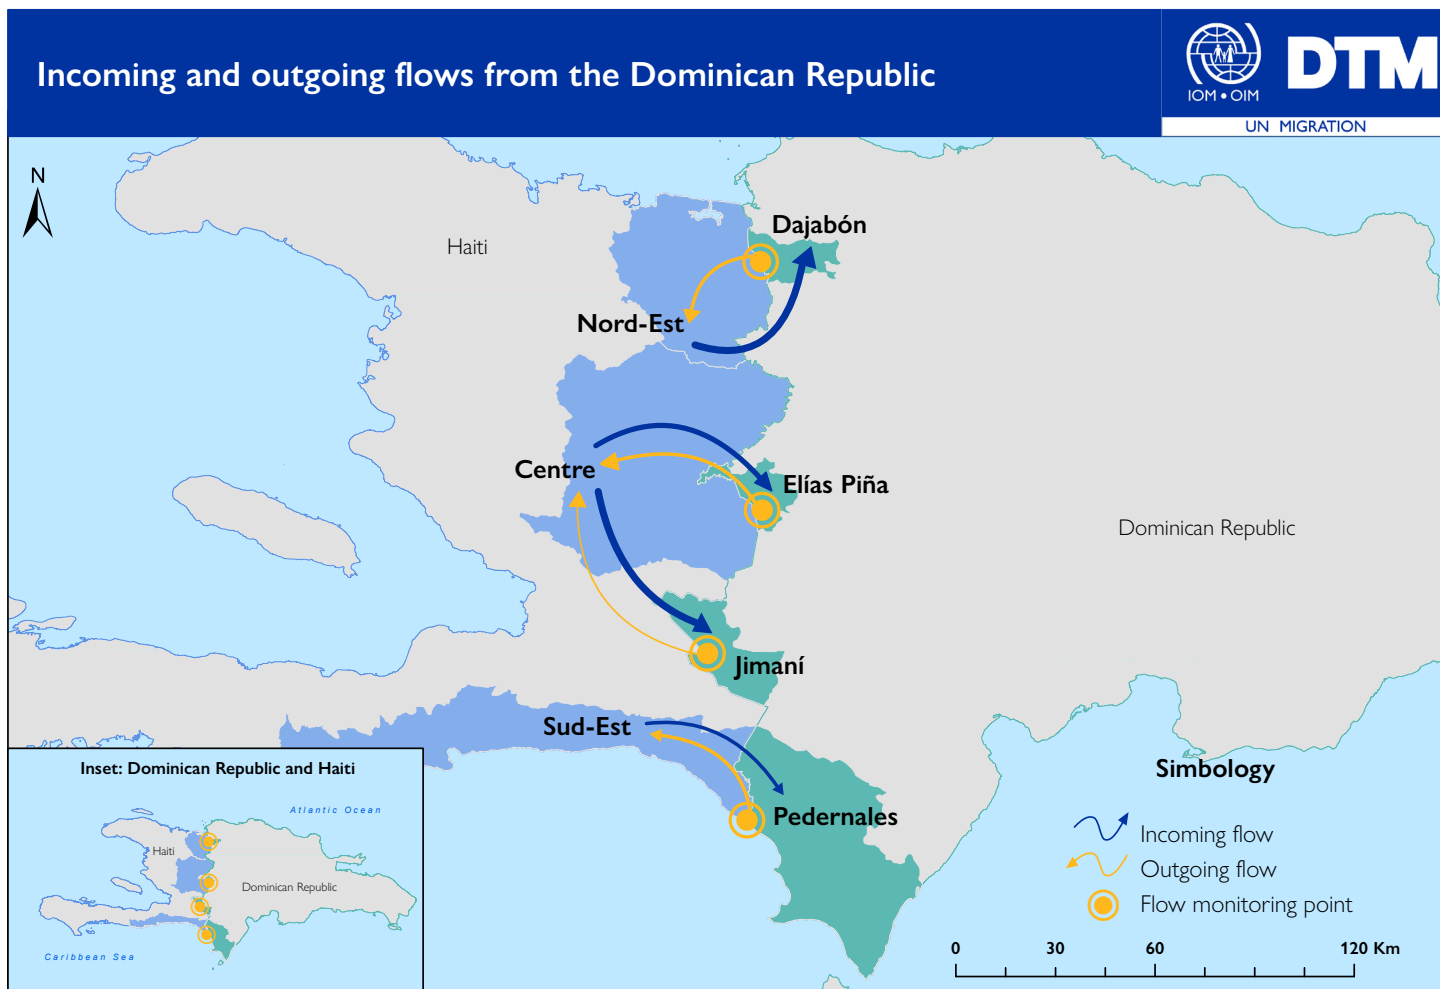 Incoming and outgoing flows from the Dominican Republic
IOM • OIM
DTM
UN MIGRATION
N
Haiti
Dajabón
Nord-Est
Centre
Elías Piña
Dominican Republic
Jimaní
Sud-Est
Pedernales
Inset: Dominican Republic and Haiti
Atlantic Ocean
Haiti
Dominican Republic
Caribbean Sea
Simbology
Incoming flow
Outgoing flow
Flow monitoring point
0 30 60 120 Km